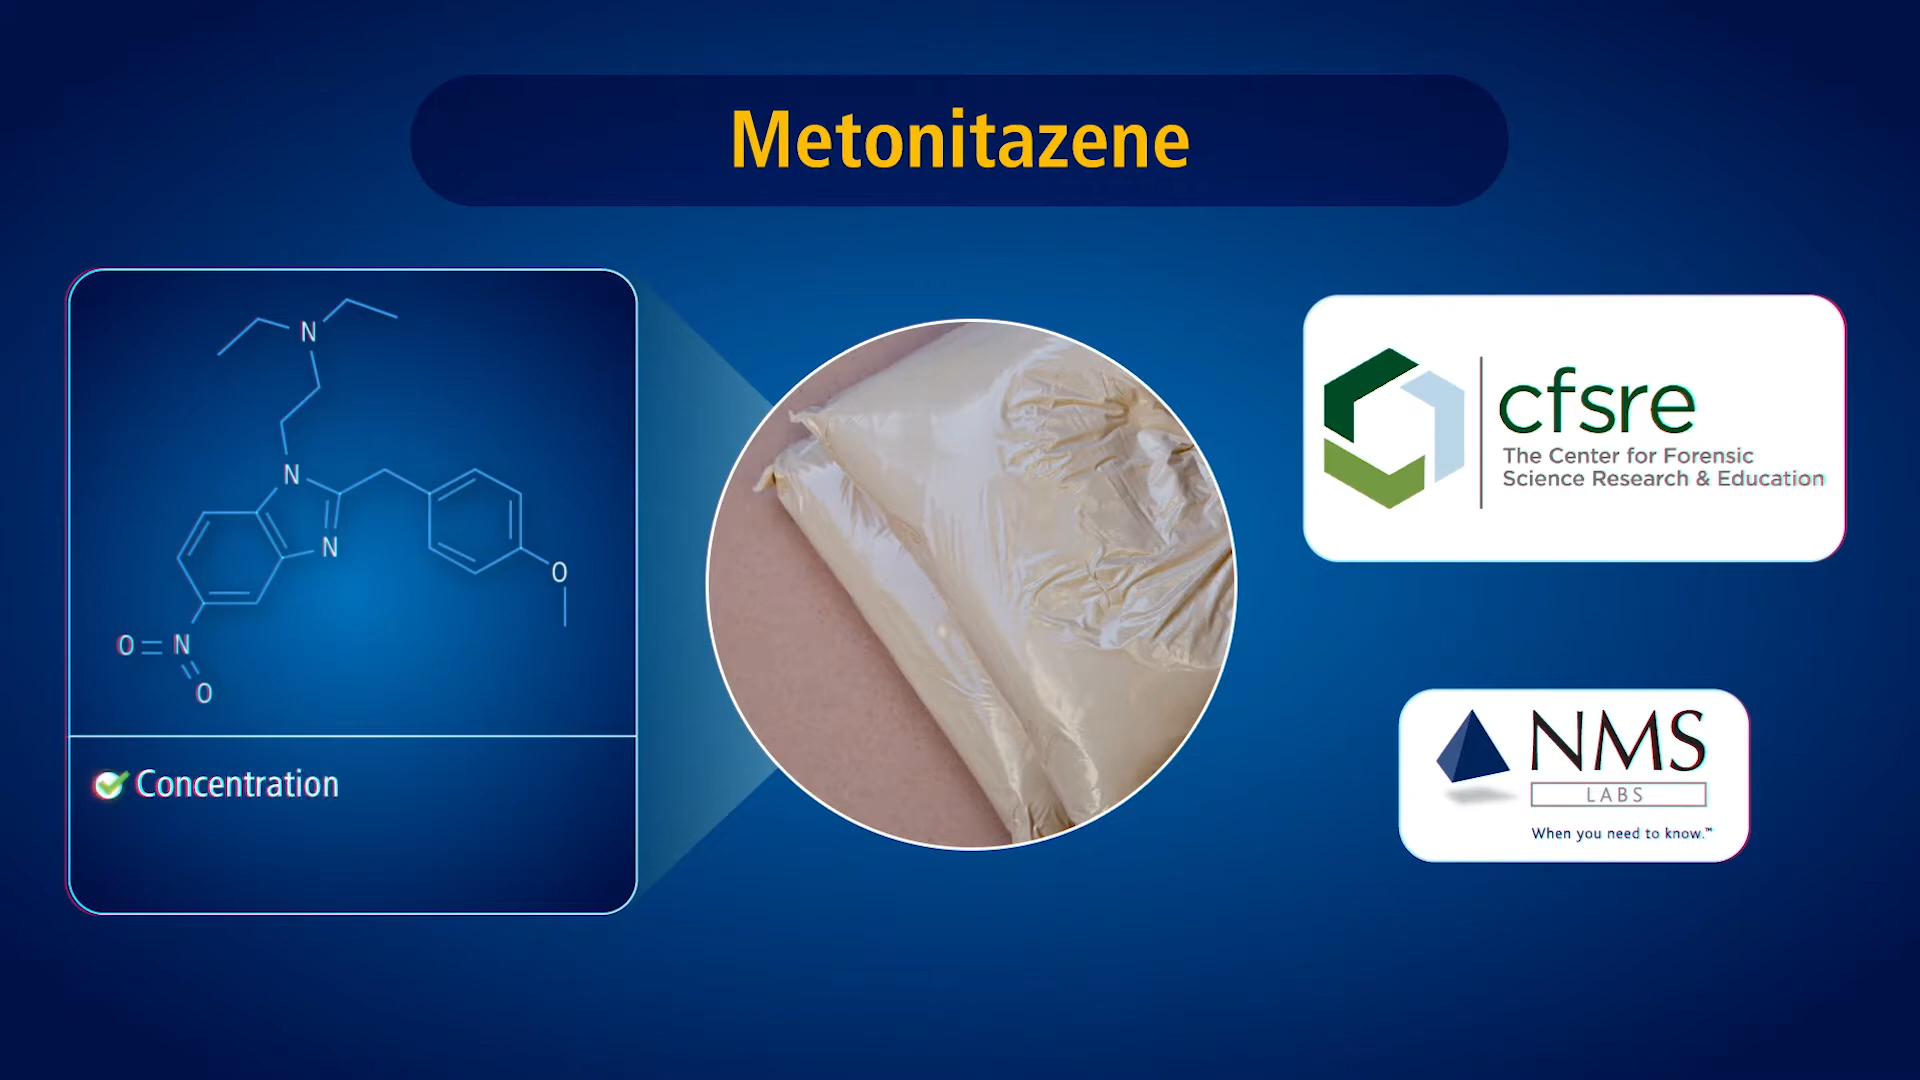 Metonitazene
N
N
N
O
O
N
O
Concentration
cfsre
The Center for Forensic
Science Research & Education
NMS
LABS
When you need to know.™